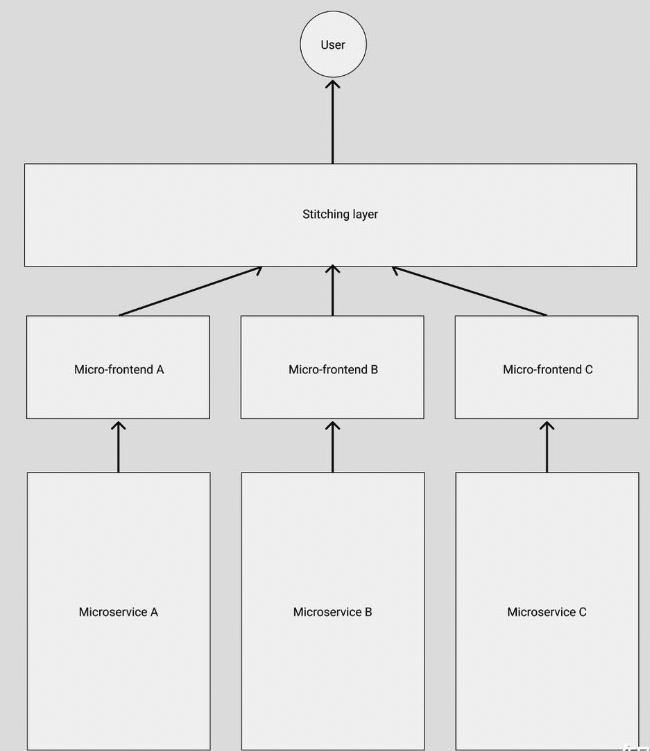 User
Stitching layer
Micro-frontend A
Micro-frontend B
Micro-frontend C
Microservice A
Microservice B
Microservice C